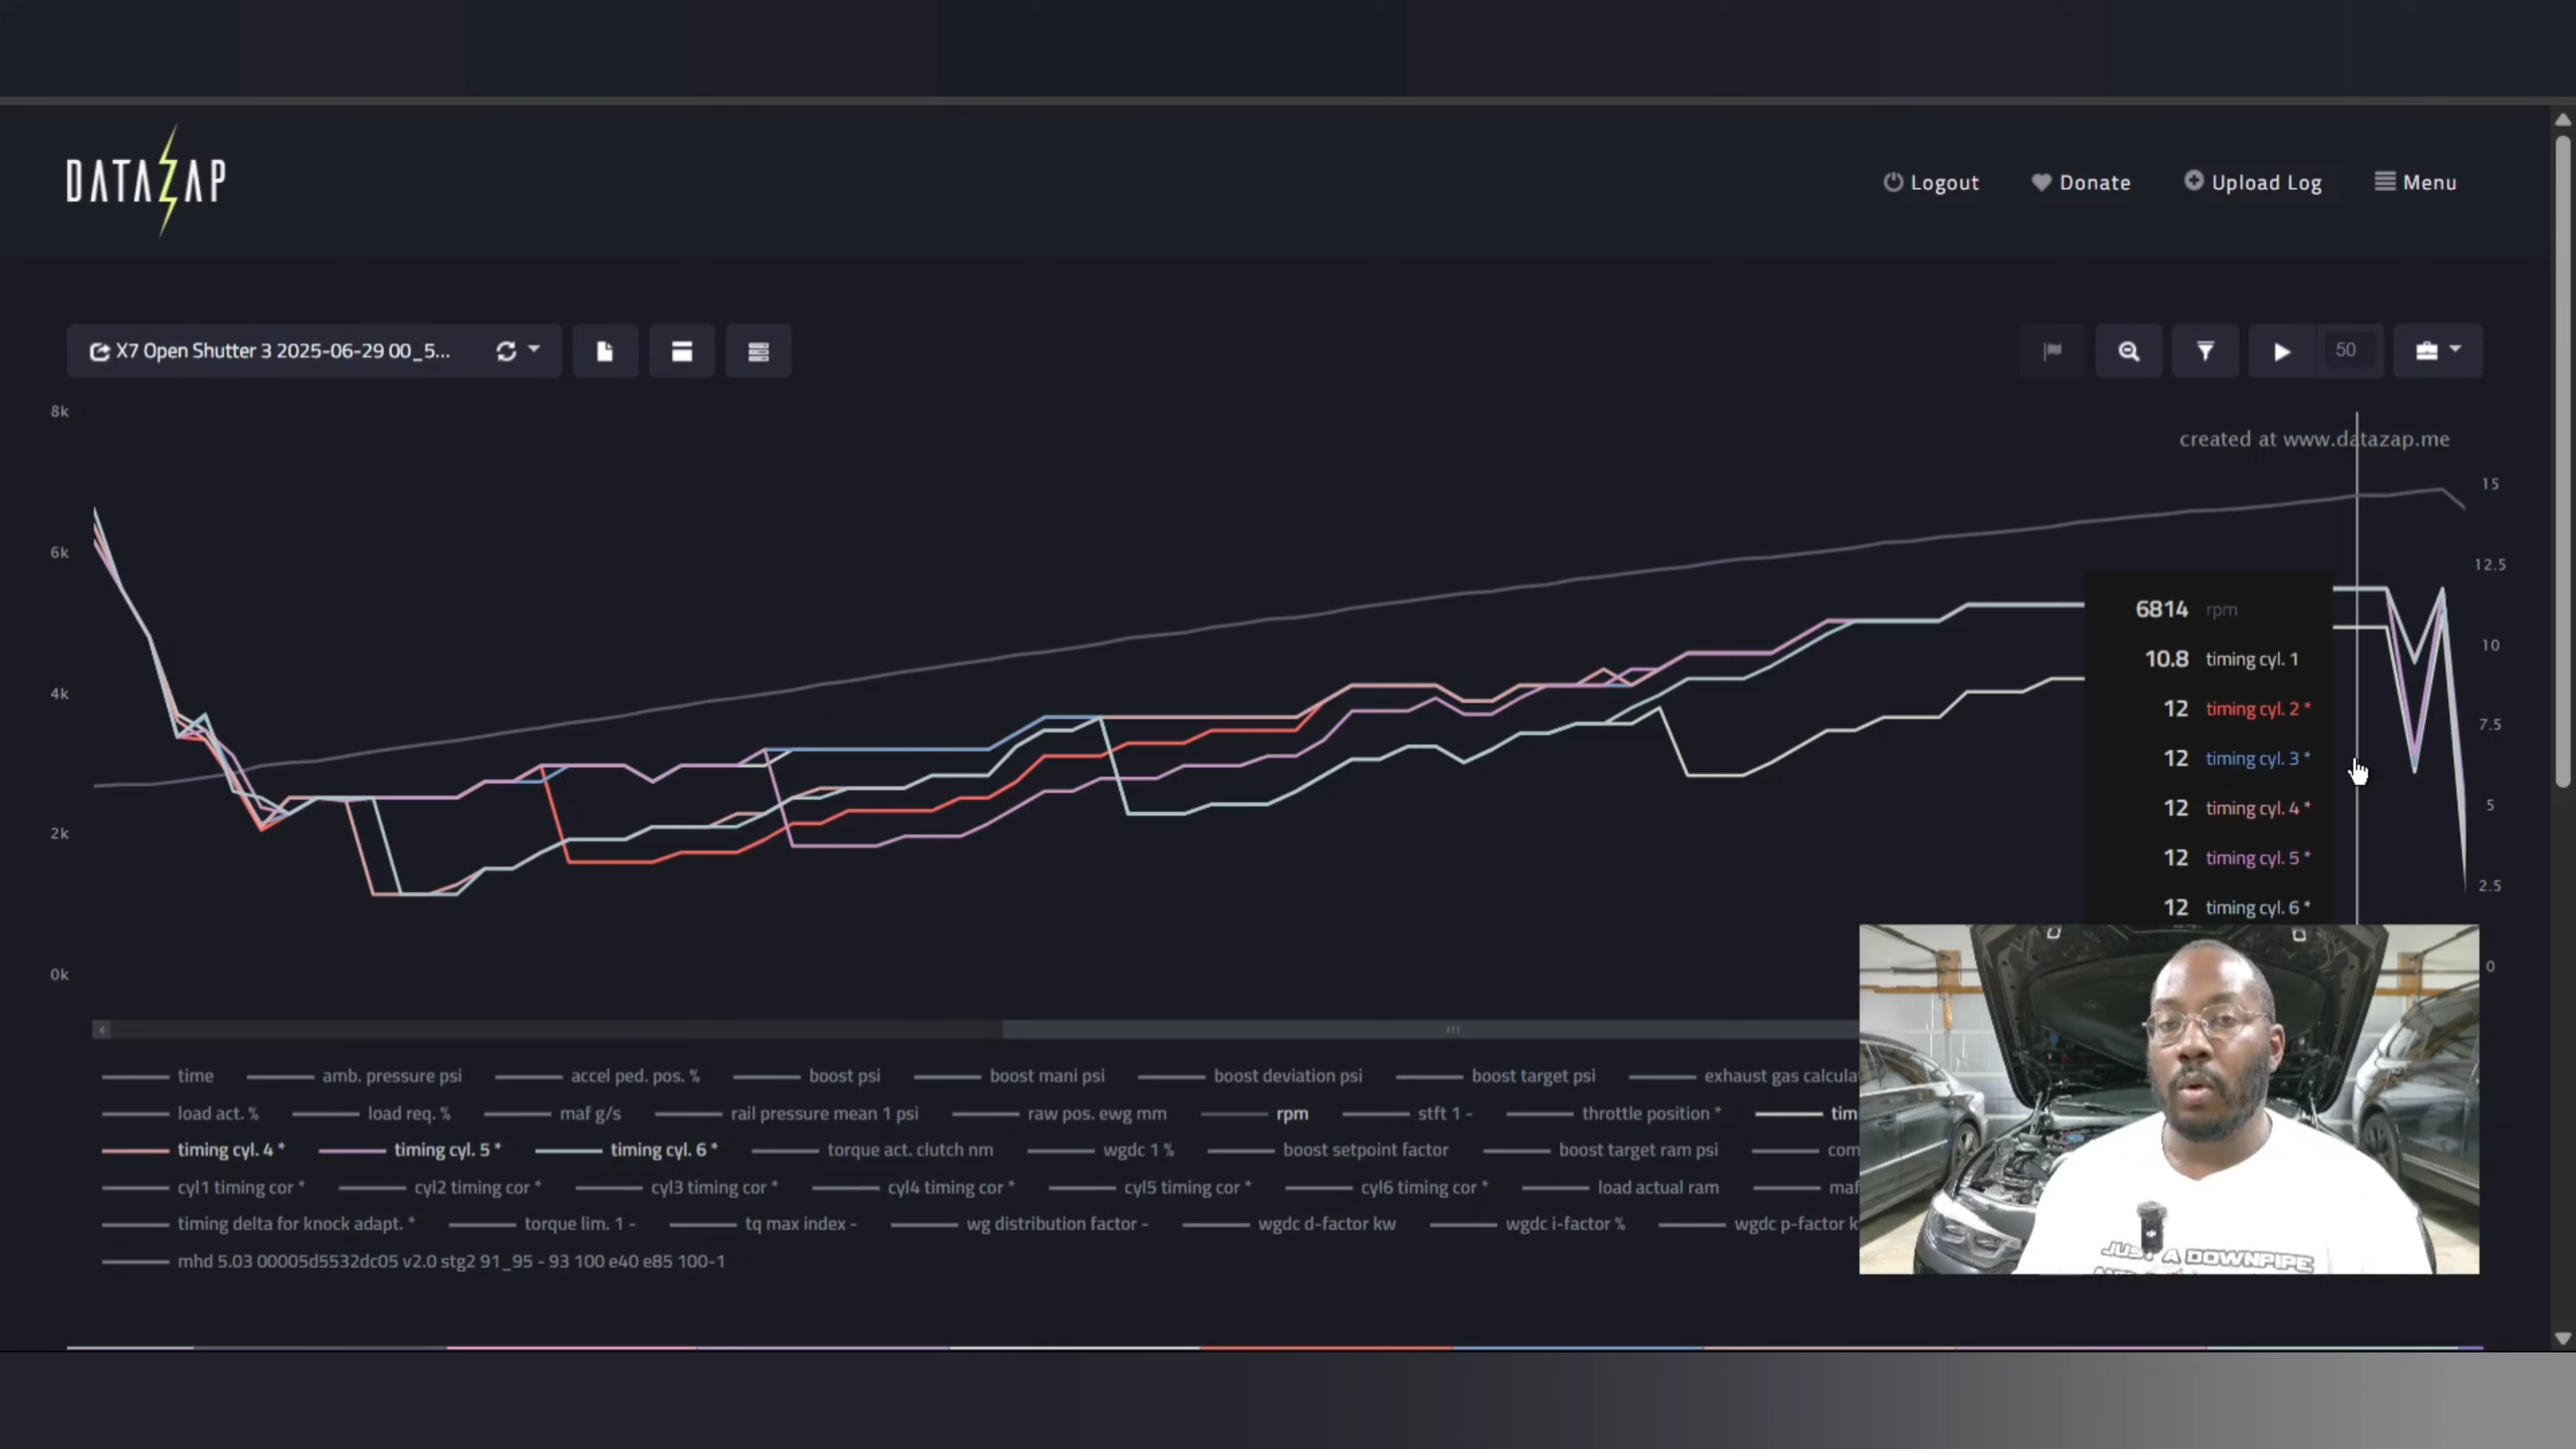 DATAZAP
Logout
Donate
Upload Log
Menu
X7 Open Shutter 3 2025-06-29 00_5...
50
8k
6k
4k
2k
0k
created at www.datazap.me
15
12.5
10
7.5
5
2.5
0
6814 rpm
10.8 timing cyl. 1
12 timing cyl. 2 *
12 timing cyl. 3 *
12 timing cyl. 4 *
12 timing cyl. 5 *
12 timing cyl. 6 *
time amb. pressure psi accel ped. pos. % boost psi boost mani psi boost deviation psi boost target psi exhaust gas calcula
load act. % load req. % maf g/s rail pressure mean 1 psi raw pos. ewg mm rpm stft 1 - throttle position * tim
timing cyl. 4 * timing cyl. 5 * timing cyl. 6 * torque act. clutch nm wgdc 1 % boost setpoint factor boost target ram psi com
cyl1 timing cor * cyl2 timing cor * cyl3 timing cor * cyl4 timing cor * cyl5 timing cor * cyl6 timing cor * load actual ram maf
timing delta for knock adapt. * torque lim. 1 - tq max index - wg distribution factor - wgdc d-factor kw wgdc i-factor % wgdc p-factor k
mhd 5.03 00005d5532dc05 v2.0 stg2 91_95 - 93 100 e40 e85 100-1
JUST A DOWNPIPE